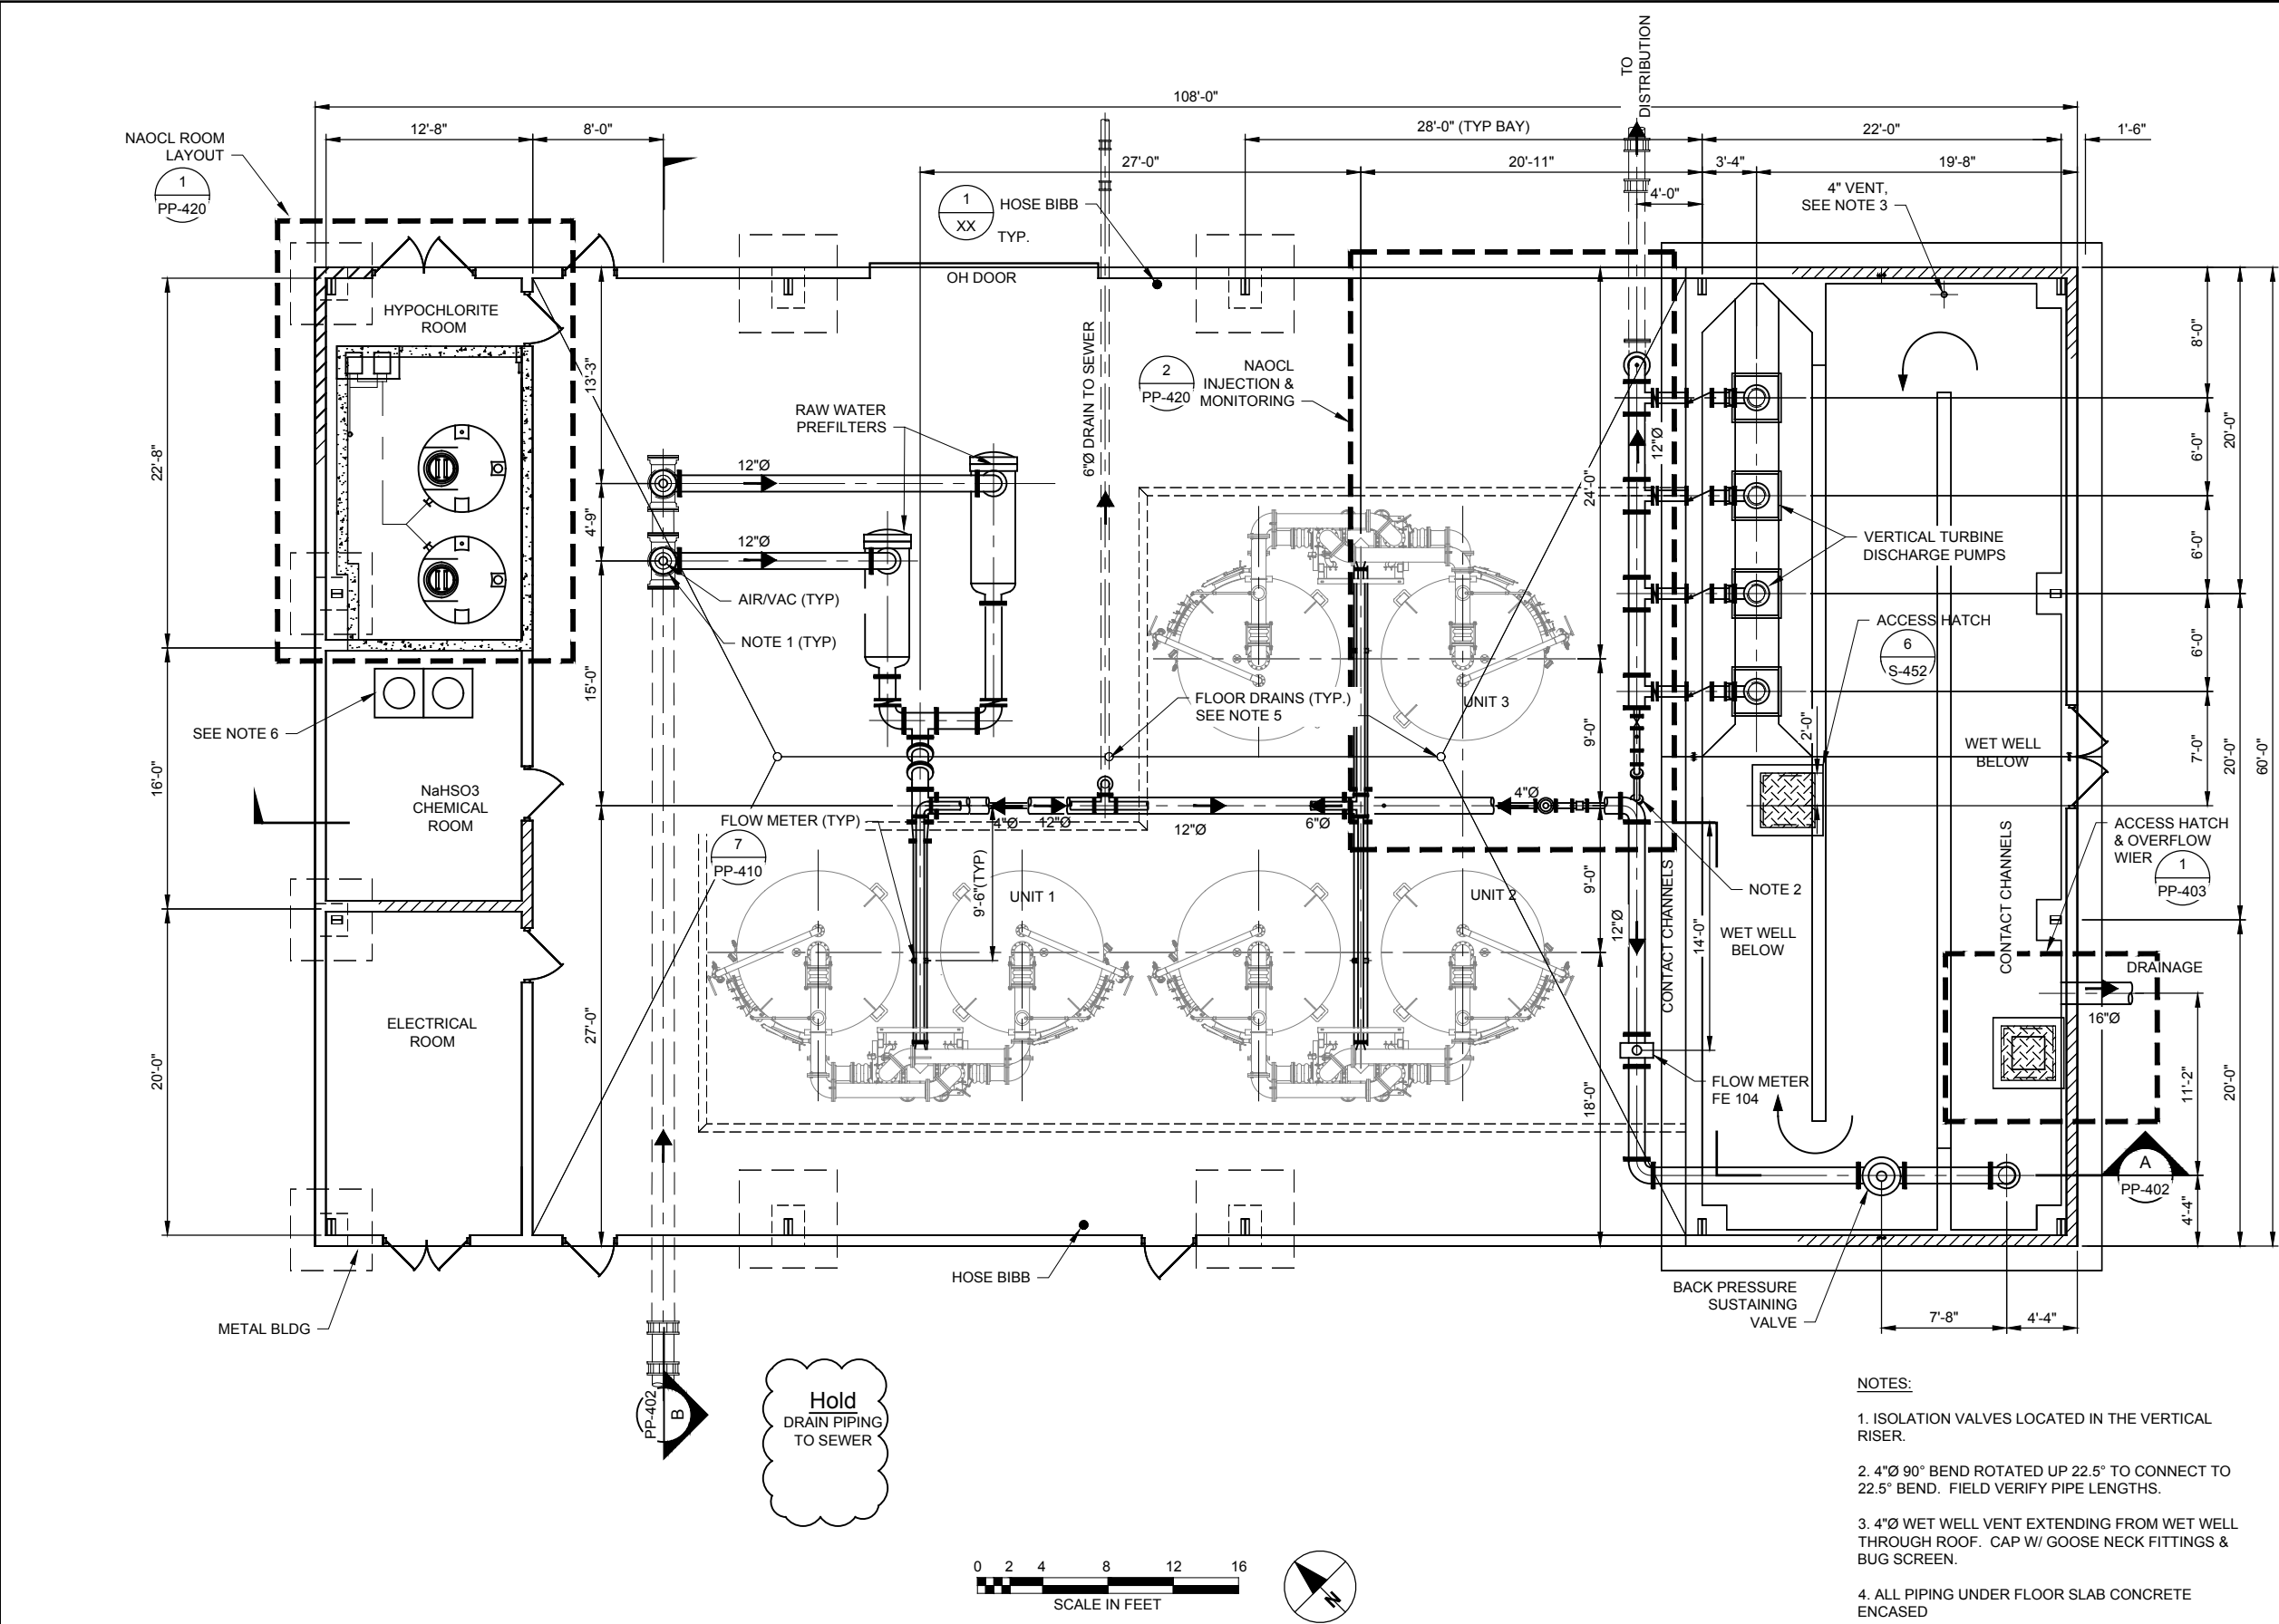 TO
DISTRIBUTION
108'-0"
12'-8"
8'-0"
28'-0" (TYP BAY)
22'-0"
1'-6"
NAOCL ROOM
LAYOUT
1
PP-420
27'-0"
20'-11"
3'-4"
19'-8"
4'-0"
4" VENT,
SEE NOTE 3
1
XX
HOSE BIBB
TYP.
OH DOOR
HYPOCHLORITE
ROOM
6"Ø DRAIN TO SEWER
2
PP-420
NAOCL
INJECTION &
MONITORING
13'-3"
8'-0"
RAW WATER
PREFILTERS
12"Ø
12"Ø
22'-8"
24'-0"
6'-0"
20'-0"
4'-9"
12"Ø
VERTICAL TURBINE
DISCHARGE PUMPS
6'-0"
AIR/VAC (TYP)
NOTE 1 (TYP)
ACCESS HATCH
6
S-452
6'-0"
15'-0"
FLOOR DRAINS (TYP.)
SEE NOTE 5
UNIT 3
SEE NOTE 6
9'-0"
2'-0"
WET WELL
BELOW
7'-0"
20'-0"
60'-0"
16'-0"
NaHSO3
CHEMICAL
ROOM
FLOW METER (TYP)
4"Ø
12"Ø
12"Ø
6"Ø
4"Ø
7
PP-410
9'-6"(TYP)
UNIT 1
UNIT 2
9'-0"
12"Ø
CONTACT CHANNELS
14'-0"
NOTE 2
WET WELL
BELOW
CONTACT CHANNELS
ACCESS HATCH
& OVERFLOW
WIER
1
PP-403
DRAINAGE
16"Ø
ELECTRICAL
ROOM
20'-0"
27'-0"
18'-0"
FLOW METER
FE 104
11'-2"
20'-0"
A
PP-402
4'-4"
HOSE BIBB
BACK PRESSURE
SUSTAINING
VALVE
7'-8"
4'-4"
METAL BLDG
PP-402
B
Hold
DRAIN PIPING
TO SEWER
0 2 4 8 12 16
SCALE IN FEET
N
NOTES:
1. ISOLATION VALVES LOCATED IN THE VERTICAL
RISER.
2. 4"Ø 90° BEND ROTATED UP 22.5° TO CONNECT TO
22.5° BEND. FIELD VERIFY PIPE LENGTHS.
3. 4"Ø WET WELL VENT EXTENDING FROM WET WELL
THROUGH ROOF. CAP W/ GOOSE NECK FITTINGS &
BUG SCREEN.
4. ALL PIPING UNDER FLOOR SLAB CONCRETE
ENCASED